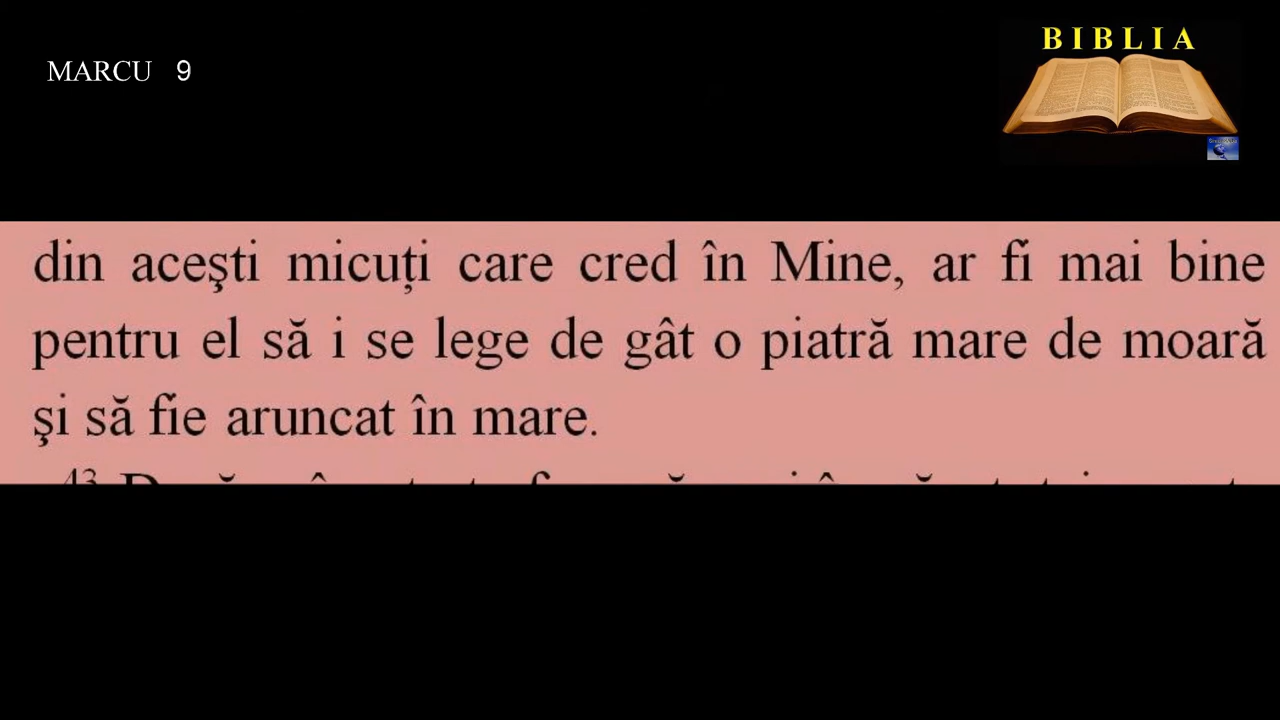 MARCU 9
BIBLIA
din aceşti micuți care cred în Mine, ar fi mai bine
pentru el să i se lege de gât o piatră mare de moară
şi să fie aruncat în mare.
43